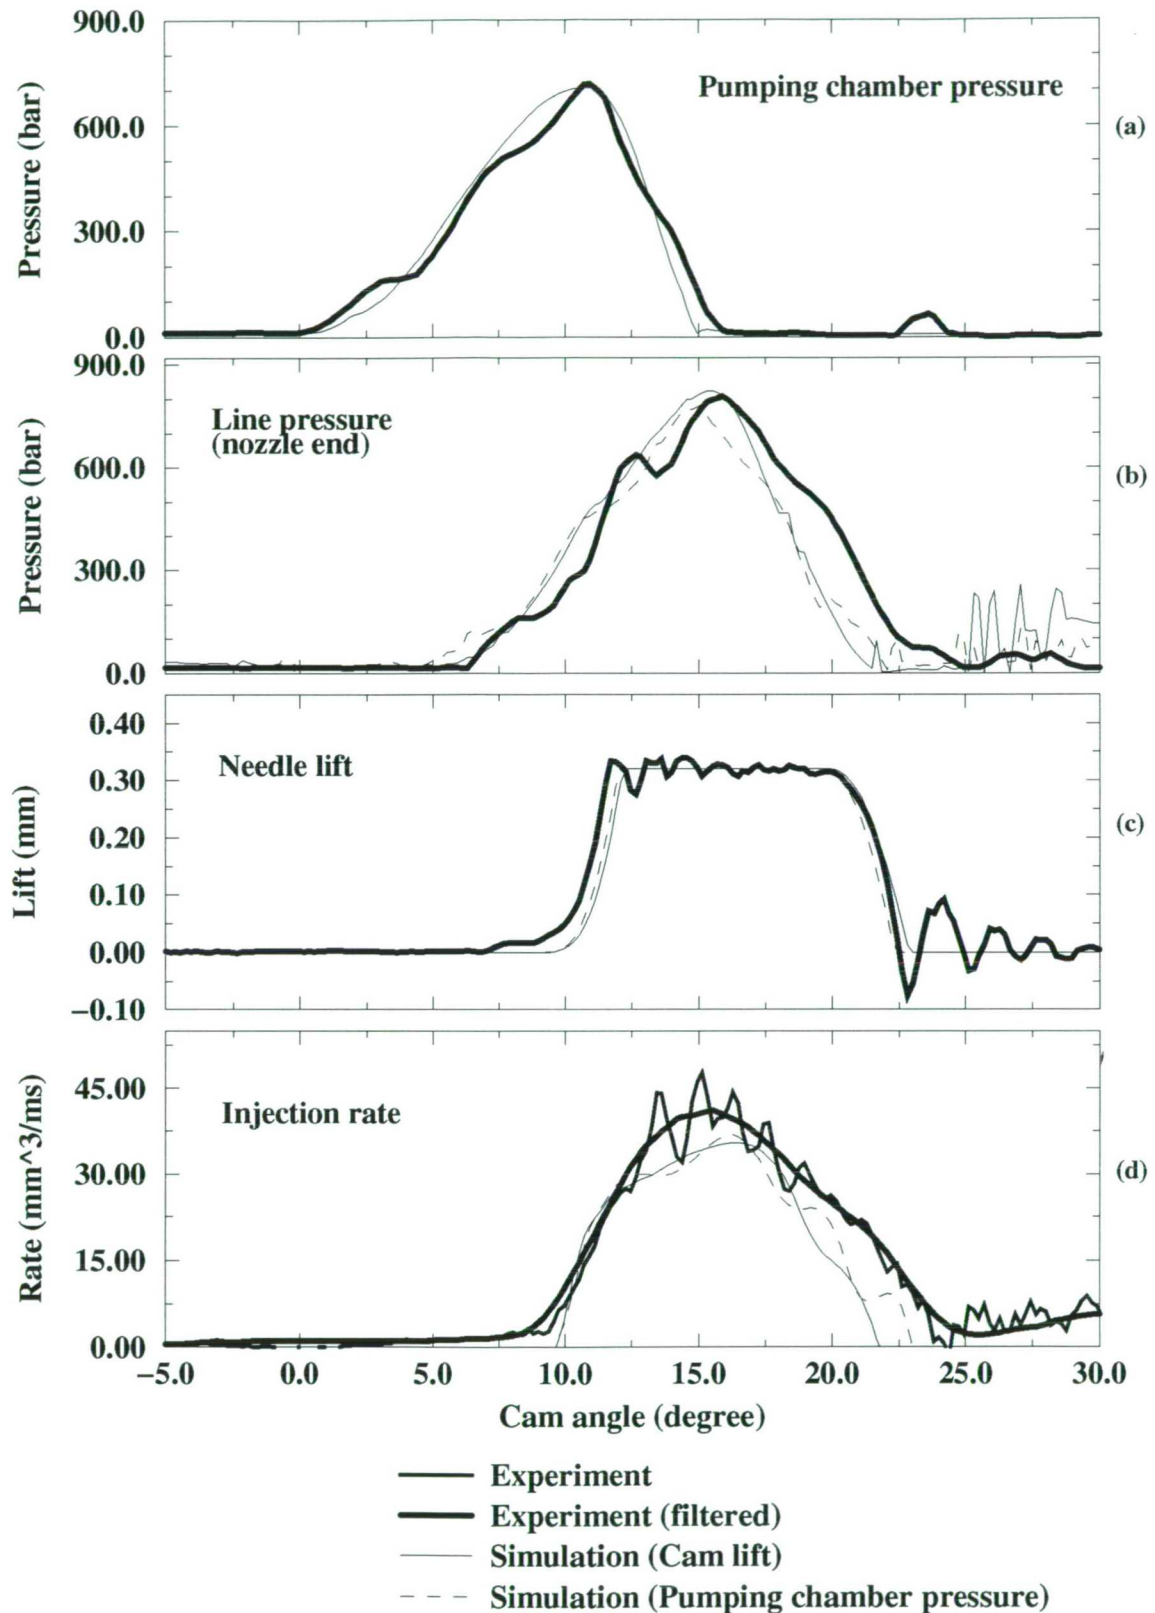 900.0
600.0
300.0
0.0
Pressure (bar)
Pumping chamber pressure
(a)
900.0
600.0
300.0
0.0
Pressure (bar)
Line pressure
(nozzle end)
(b)
0.40
0.30
0.20
0.10
0.00
−0.10
Lift (mm)
Needle lift
(c)
45.00
30.00
15.00
0.00
Rate (mm^3/ms)
Injection rate
(d)
−5.0 0.0 5.0 10.0 15.0 20.0 25.0 30.0
Cam angle (degree)
Experiment
Experiment (filtered)
Simulation (Cam lift)
Simulation (Pumping chamber pressure)